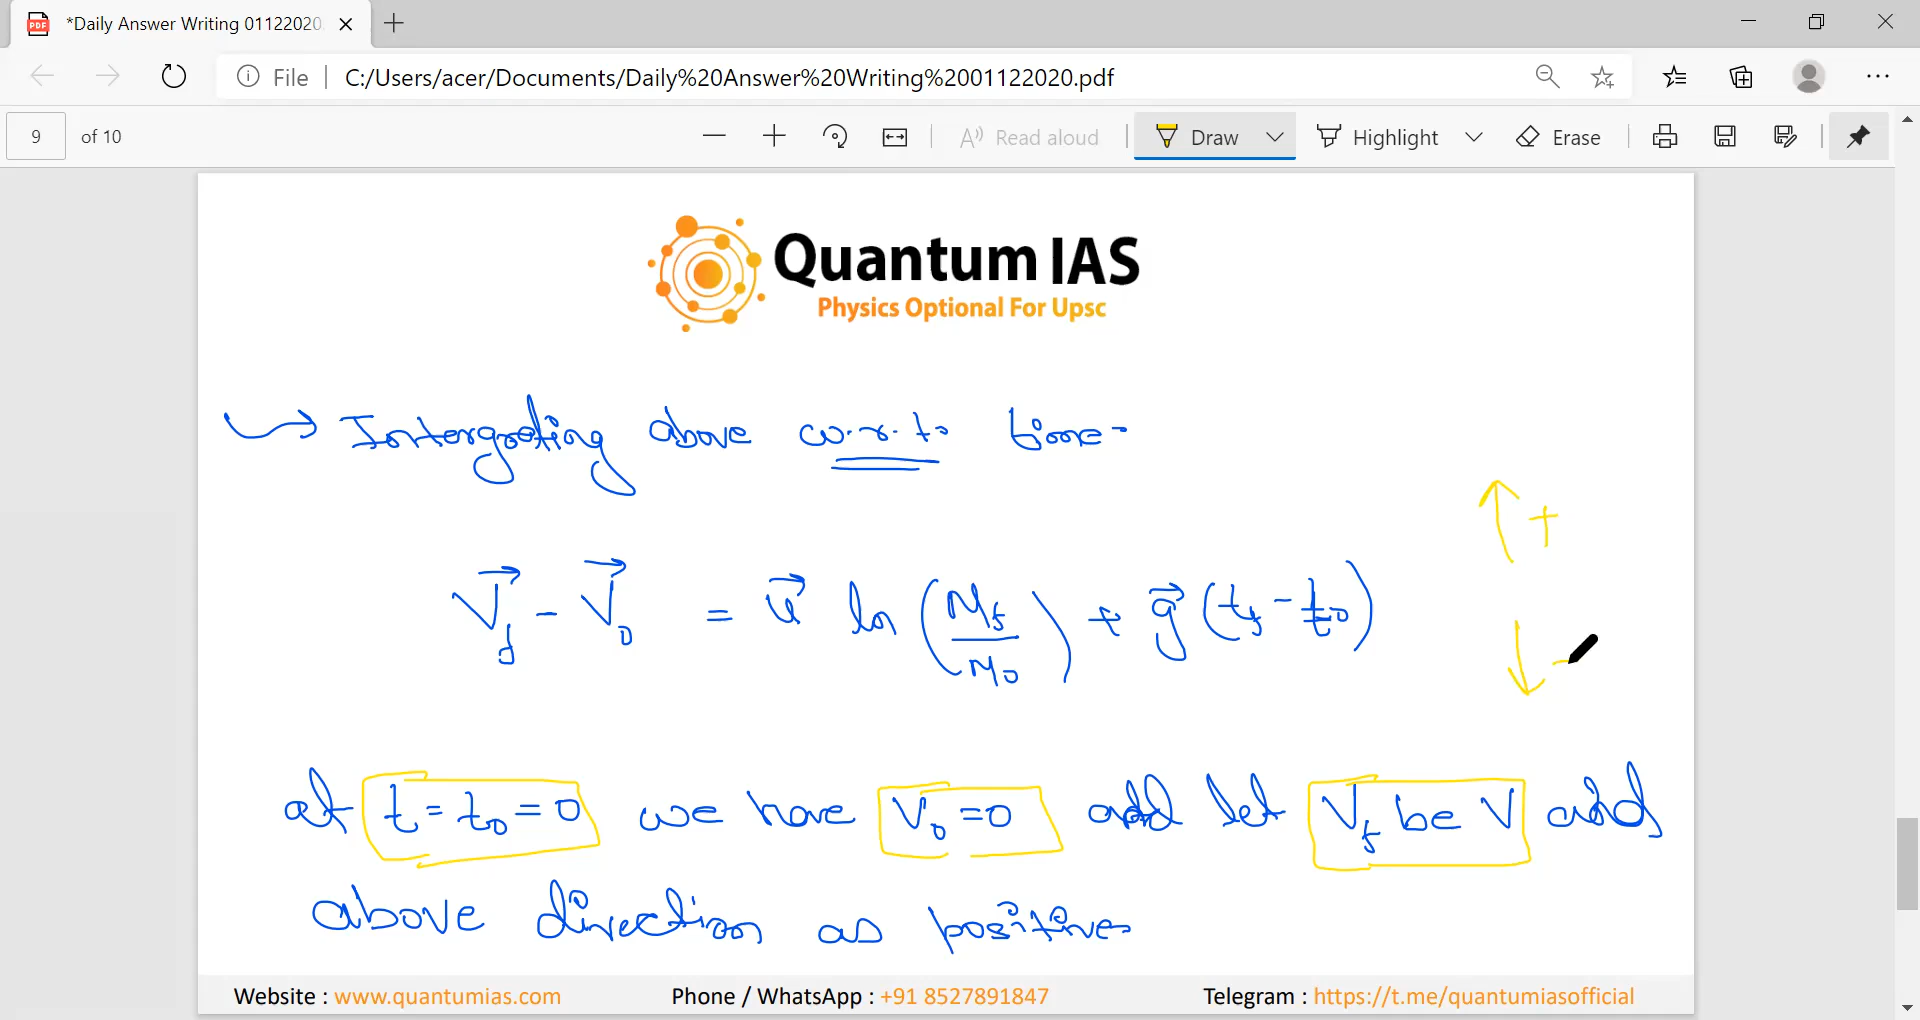 *Daily Answer Writing 01122020.
File | C:/Users/acer/Documents/Daily%20Answer%20Writing%2001122020.pdf
9 of 10 Read aloud Draw Highlight Erase
Quantum IAS
Physics Optional For Upsc
Intergrating above w.r.to time-
V⃗f - V⃗0 = u⃗ ln (Mf/M0) + g⃗ (tf - t0)
+
-
at t = t0 = 0 we have V0 = 0 and let Vf be V and
above direction as positive
Website : www.quantumias.com Phone / WhatsApp : +91 8527891847 Telegram : https://t.me/quantumiasofficial